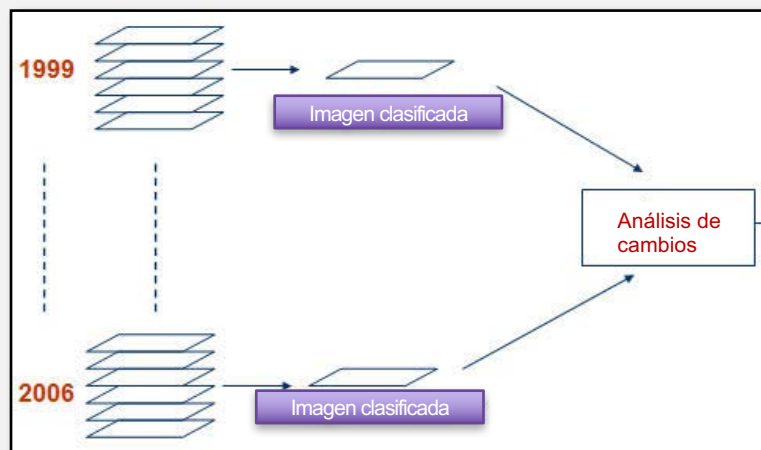 1999
Imagen clasificada
Análisis de
cambios
2006
Imagen clasificada